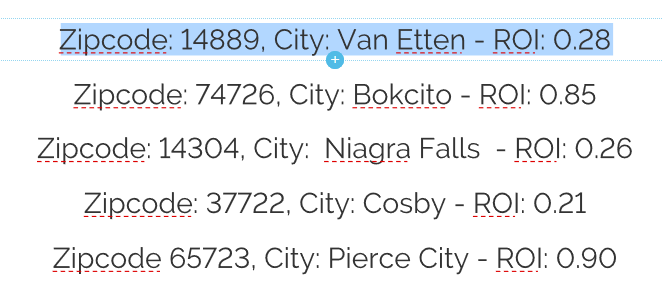 Zipcode: 14889, City: Van Etten - ROI: 0.28
Zipcode: 74726, City: Bokcito - ROI: 0.85
Zipcode: 14304, City:  Niagra Falls  - ROI: 0.26
Zipcode: 37722, City: Cosby - ROI: 0.21
Zipcode 65723, City: Pierce City - ROI: 0.90